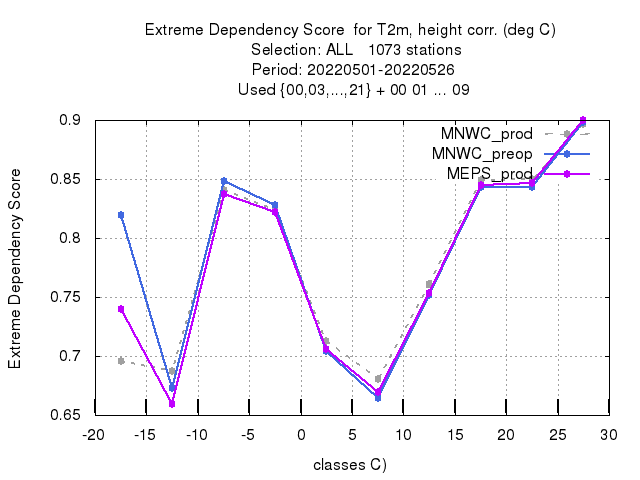 Extreme Dependency Score  for T2m, height corr. (deg C)
Selection: ALL   1073 stations
Period: 20220501-20220526
Used {00,03,...,21} + 00 01 ... 09
Extreme Dependency Score
0.9
0.85
0.8
0.75
0.7
0.65
MNWC_prod
MNWC_preop
MEPS_prod
-20
-15
-10
-5
0
5
10
15
20
25
30
classes C)